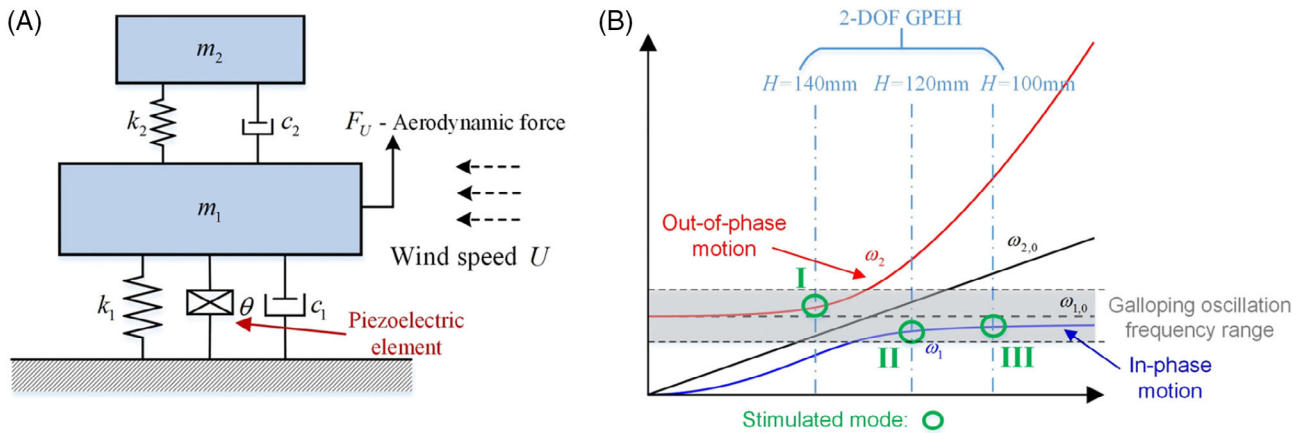 (A)
m₂
k₂
c₂
F_U - Aerodynamic force
m₁
Wind speed U
k₁
θ
c₁
Piezoelectric
element
(B)
2-DOF GPEH
H=140mm
H=120mm
H=100mm
Out-of-phase
motion
ω₂
ω₂,₀
I
ω₁,₀
Galloping oscillation
frequency range
II
ω₁
III
In-phase
motion
Stimulated mode: